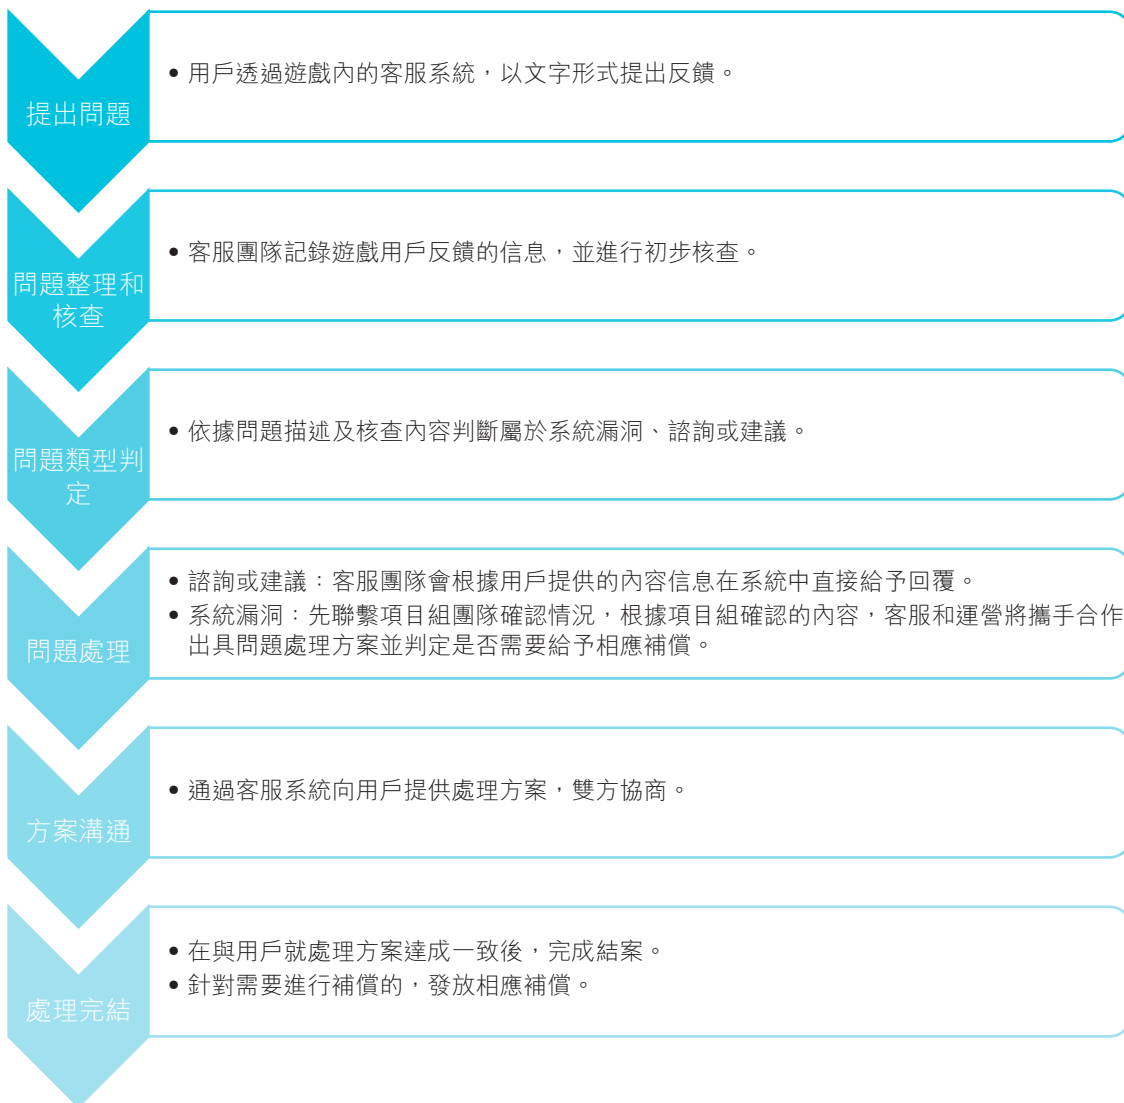 提出問題
• 用戶透過遊戲內的客服系統，以文字形式提出反饋。
問題整理和
核查
• 客服團隊記錄遊戲用戶反饋的信息，並進行初步核查。
問題類型判
定
• 依據問題描述及核查內容判斷屬於系統漏洞、諮詢或建議。
問題處理
• 諮詢或建議：客服團隊會根據用戶提供的內容信息在系統中直接給予回覆。
• 系統漏洞：先聯繫項目組團隊確認情況，根據項目組確認的內容，客服和運營將攜手合作
出具問題處理方案並判定是否需要給予相應補償。
方案溝通
• 通過客服系統向用戶提供處理方案，雙方協商。
處理完結
• 在與用戶就處理方案達成一致後，完成結案。
• 針對需要進行補償的，發放相應補償。